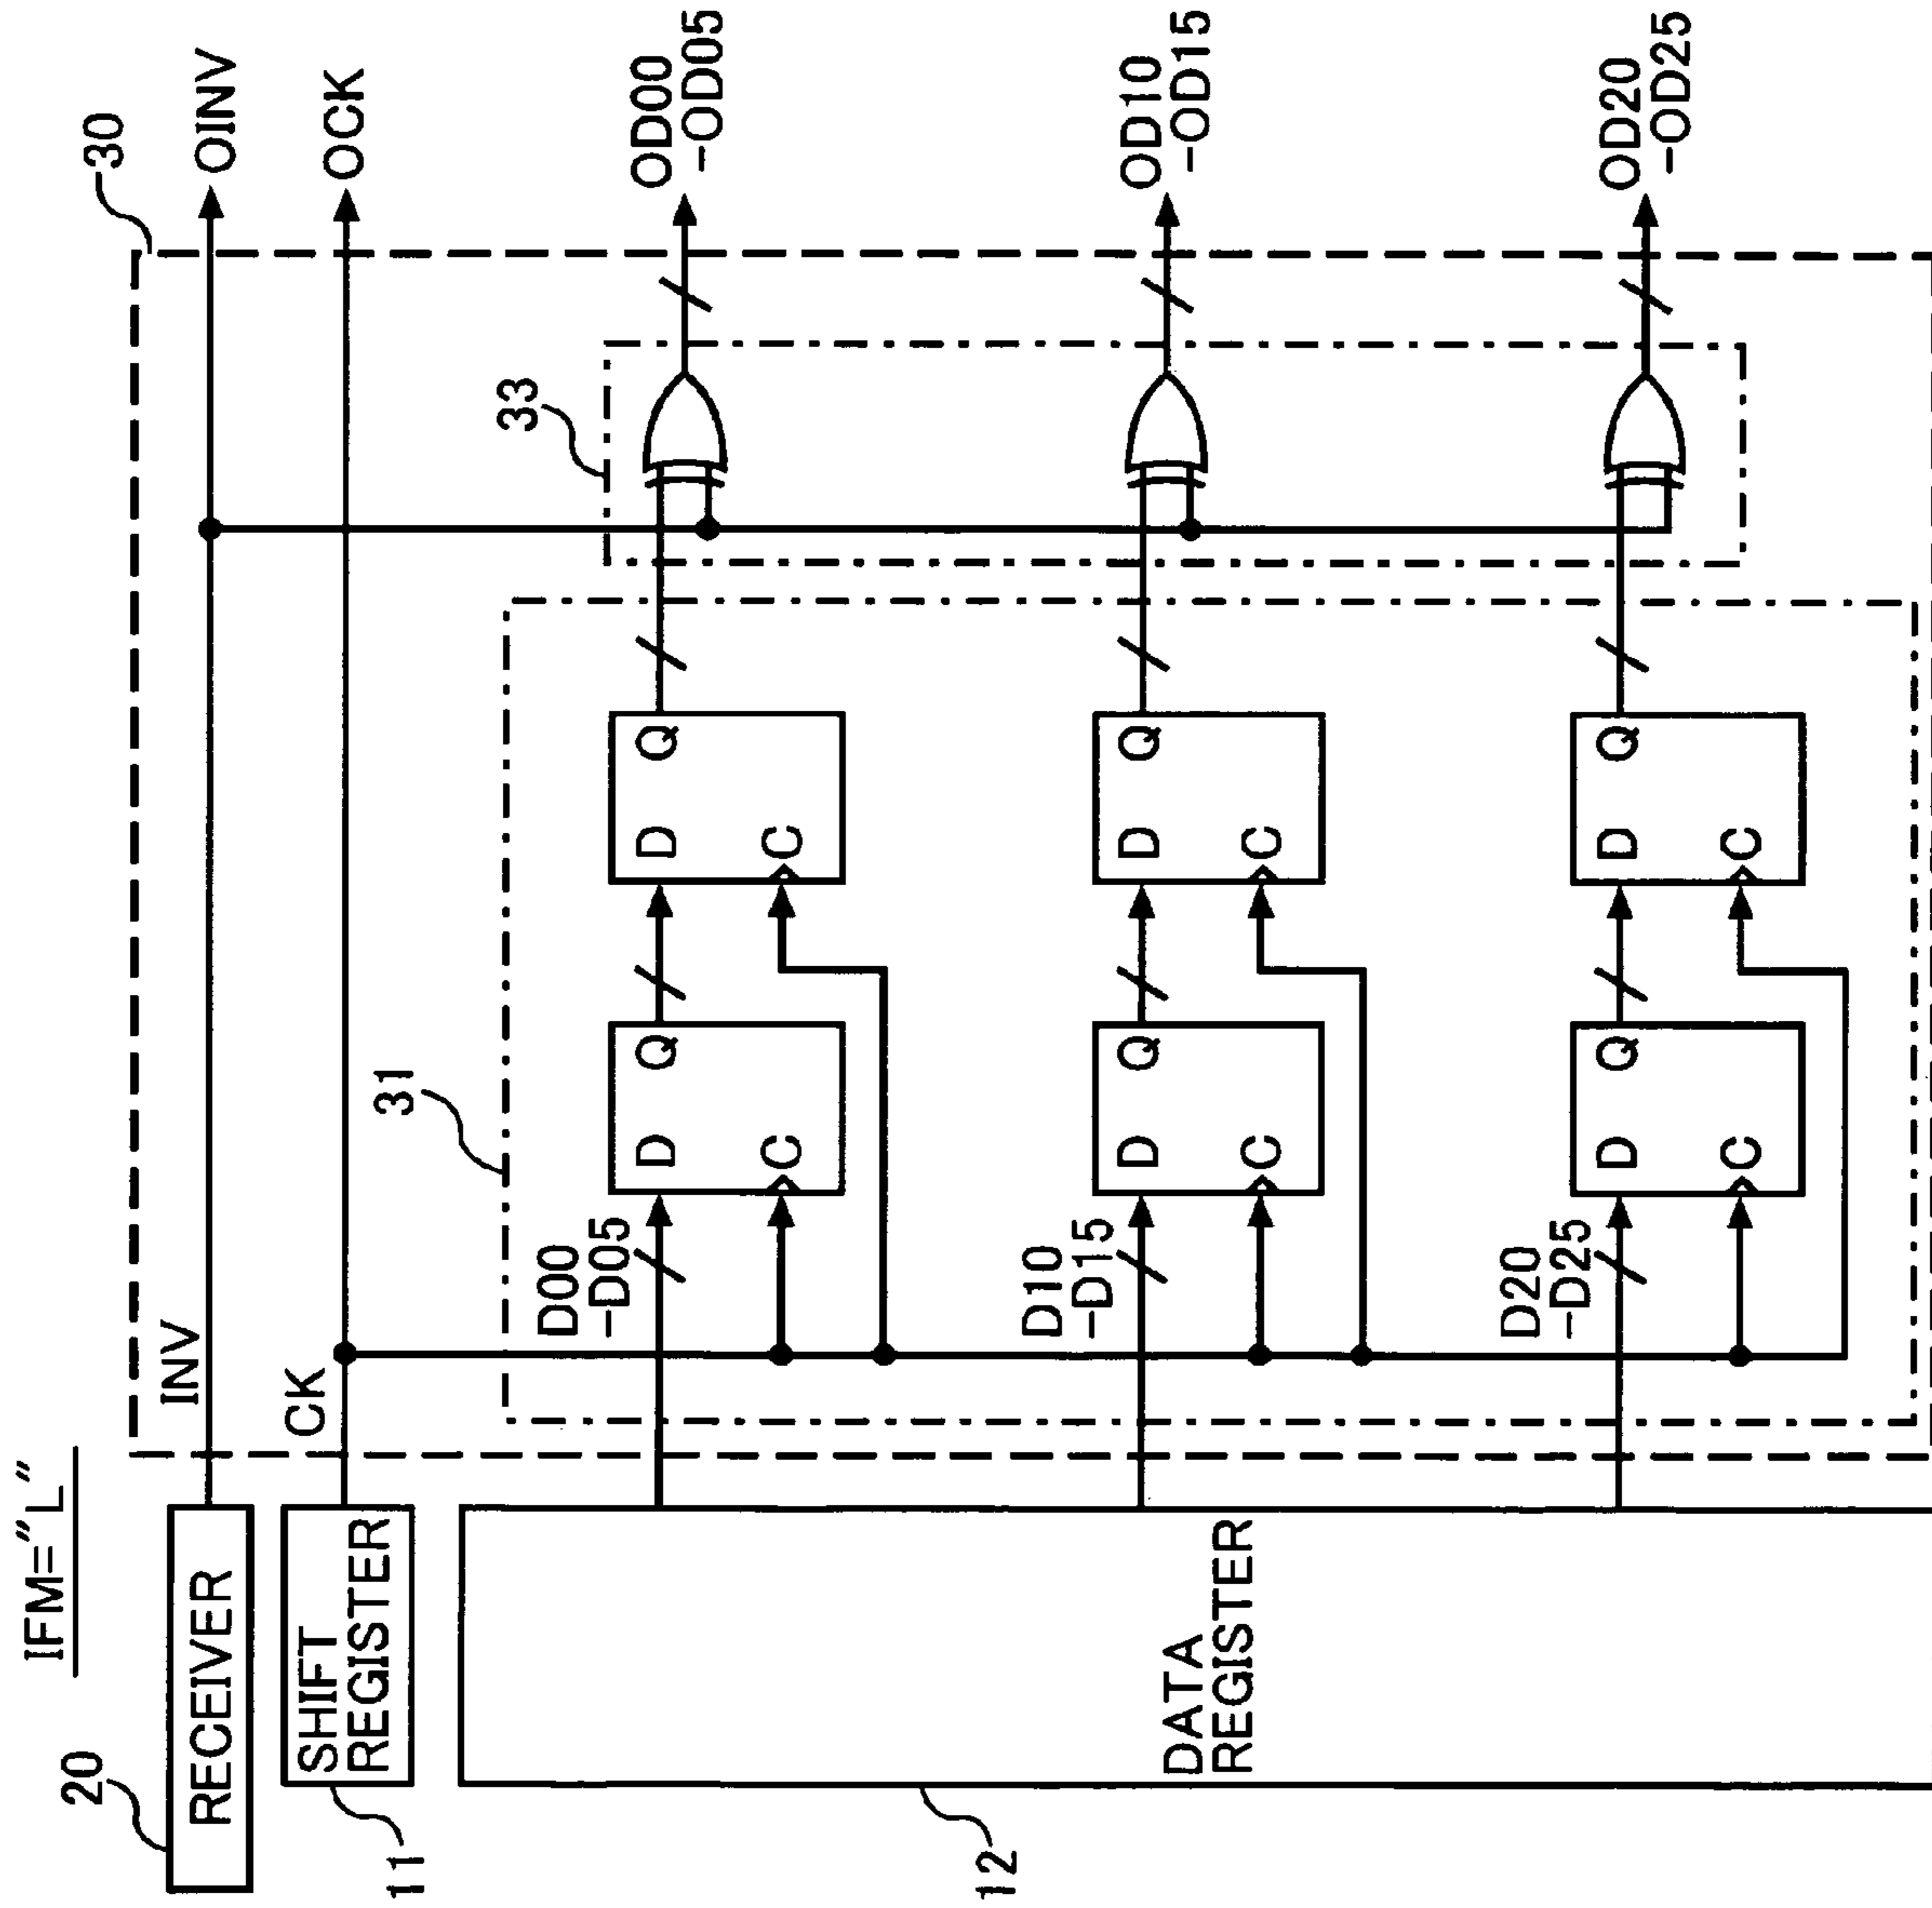 IFM="L"
20
RECEIVER
INV
30
OINV
11
SHIFT
REGISTER
CK
OCK
12
DATA
REGISTER
31
33
D00
-D05
D
Q
C
D
Q
C
OD00
-OD05
D10
-D15
D
Q
C
D
Q
C
OD10
-OD15
D20
-D25
D
Q
C
D
Q
C
OD20
-OD25